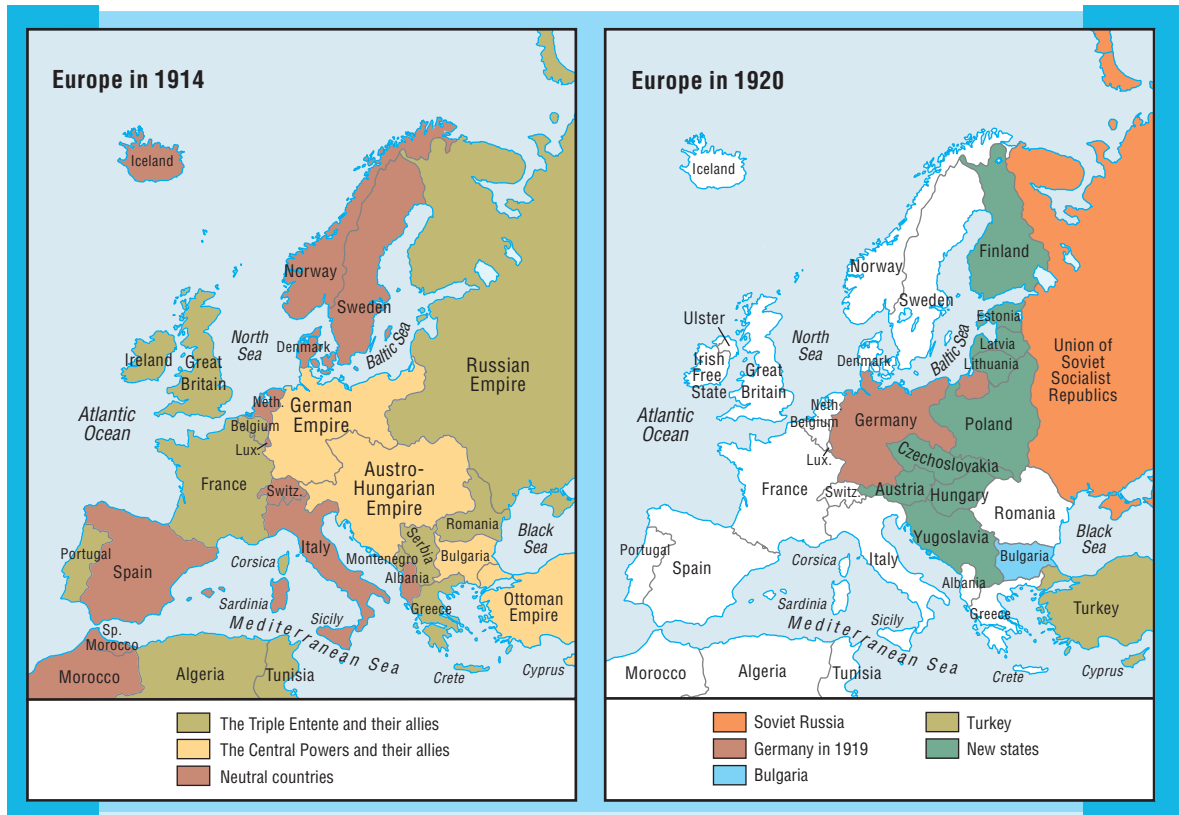 Europe in 1914
Iceland
Norway
Sweden
North
Sea
Denmark
Baltic Sea
Ireland
Great
Britain
Russian
Empire
Atlantic
Ocean
Neth.
German
Empire
Belgium
Lux.
France
Austro-
Hungarian
Empire
Switz.
Romania
Black
Sea
Serbia
Portugal
Spain
Corsica
Italy
Montenegro
Bulgaria
Albania
Sardinia
Greece
Ottoman
Empire
Sp.
Morocco
Sicily
Mediterranean Sea
Morocco
Algeria
Tunisia
Crete
Cyprus
The Triple Entente and their allies
The Central Powers and their allies
Neutral countries
Europe in 1920
Iceland
Finland
Norway
Sweden
Ulster
Estonia
North
Sea
Baltic Sea
Latvia
Lithuania
Union of
Soviet
Socialist
Republics
Irish
Free
State
Great
Britain
Denmark
Atlantic
Ocean
Neth.
Belgium
Germany
Poland
Lux.
Czechoslovakia
France
Switz.
Austria
Hungary
Romania
Black
Sea
Yugoslavia
Portugal
Spain
Corsica
Italy
Bulgaria
Albania
Sardinia
Greece
Turkey
Sicily
Mediterranean Sea
Morocco
Algeria
Tunisia
Crete
Cyprus
Soviet Russia
Germany in 1919
Bulgaria
Turkey
New states